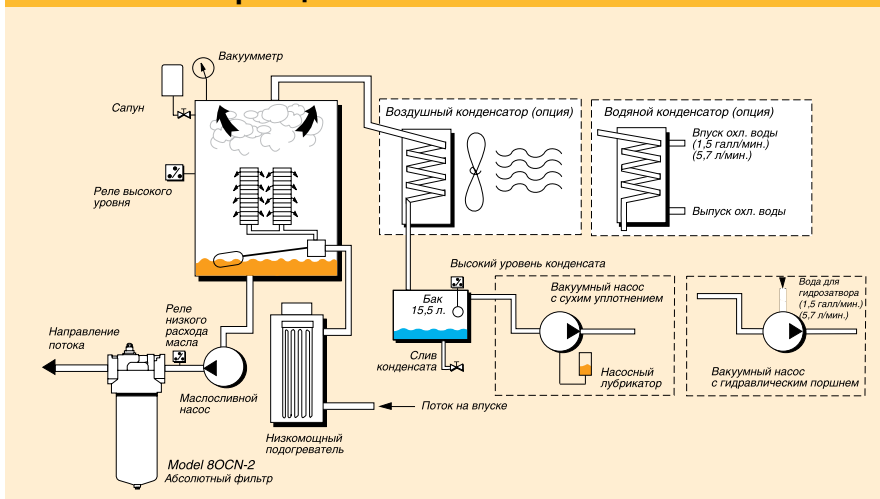 Вакуумметр
Сапун
Воздушный конденсатор (опция)
Водяной конденсатор (опция)
Впуск охл. воды
(1,5 галл/мин.)
(5,7 л/мин.)
Реле высокого
уровня
Выпуск охл. воды
Высокий уровень конденсата
Бак
15,5 л.
Вакуумный насос
с сухим уплотнением
Вода для
гидрозатвора
(1,5 галл/мин.)
(5,7 л/мин.)
Реле
низкого
расхода
масла
Направление
потока
Слив
конденсата
Насосный
лубрикатор
Вакуумный насос
с гидравлическим поршнем
Маслосливной
насос
Поток на впуске
Низкомощный
подогреватель
Model 8OCN-2
Абсолютный фильтр